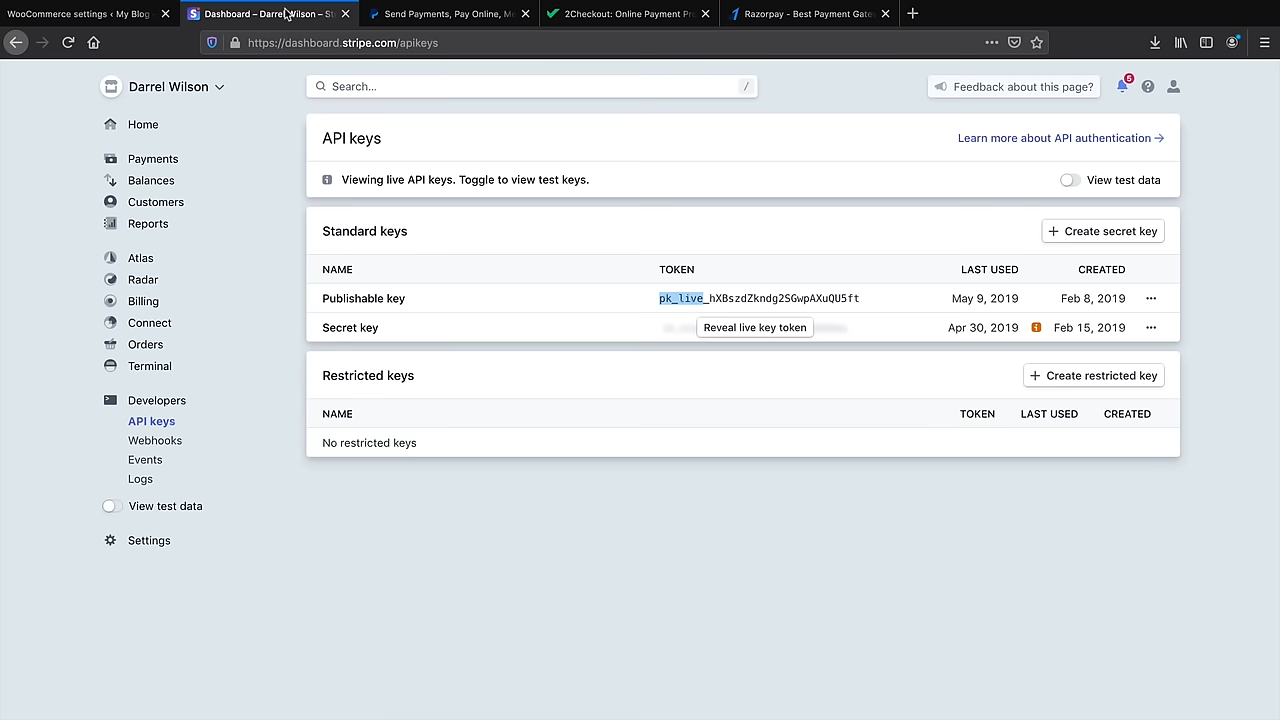 WooCommerce settings ‹ My Blog
Dashboard – Darrel Wilson – St
Send Payments, Pay Online, Me
2Checkout: Online Payment Pr
Razorpay - Best Payment Gate
https://dashboard.stripe.com/apikeys
Darrel Wilson
Search...
/
Feedback about this page?
5
Home
Payments
Balances
Customers
Reports
Atlas
Radar
Billing
Connect
Orders
Terminal
Developers
API keys
Webhooks
Events
Logs
View test data
Settings
API keys
Learn more about API authentication →
Viewing live API keys. Toggle to view test keys.
View test data
Standard keys
+ Create secret key
NAME TOKEN LAST USED CREATED
Publishable key pk_live_hXBszdZkndg2SGwpAXuQU5ft May 9, 2019 Feb 8, 2019
Secret key Reveal live key token Apr 30, 2019 Feb 15, 2019
Restricted keys
+ Create restricted key
NAME TOKEN LAST USED CREATED
No restricted keys